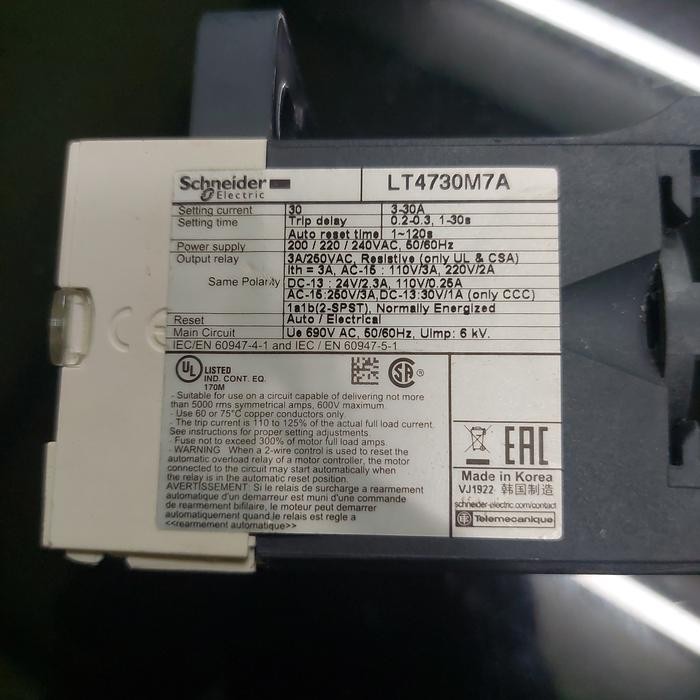 Schneider Electric LT4730M7A
Setting current 30 3-30A
Setting time Trip delay 0.2-0.3, 1-30s
Auto reset time 1~120s
Power supply 200 / 220 / 240VAC, 50/60Hz
Output relay 3A/250VAC, Resistive (only UL & CSA)
Ith = 3A, AC-15 : 110V/3A, 220V/2A
Same Polarity DC-13 : 24V/2.3A, 110V/0.25A
AC-15:250V/3A,DC-13:30V/1A (only CCC)
1a1b(2-SPST), Normally Energized
Reset Auto / Electrical
Main Circuit Ue 690V AC, 50/60Hz, Uimp: 6 kV.
IEC/EN 60947-4-1 and IEC / EN 60947-5-1
CE
UL LISTED
IND. CONT. EQ.
170M
SA
- Suitable for use on a circuit capable of delivering not more
than 5000 rms symmetrical amps, 600V maximum.
- Use 60 or 75°C copper conductors only.
- The trip current is 110 to 125% of the actual full load current.
See instructions for proper setting adjustments.
- Fuse not to exceed 300% of motor full load amps.
- WARNING When a 2-wire control is used to reset the
automatic overload relay of a motor controller, the motor
connected to the circuit may start automatically when
the relay is in the automatic reset position.
AVERTISSEMENT: Si le relais de surcharge a rearmement
automatique d'un demarreur est muni d'une commande
de rearmement bifilaire, le moteur peut demarrer
automatiquement quand le relais est regle a
<<rearmement automatique>>
EAC
Made in Korea
VJ1922 韩国制造
schneider-electric.com/contact
Telemecanique